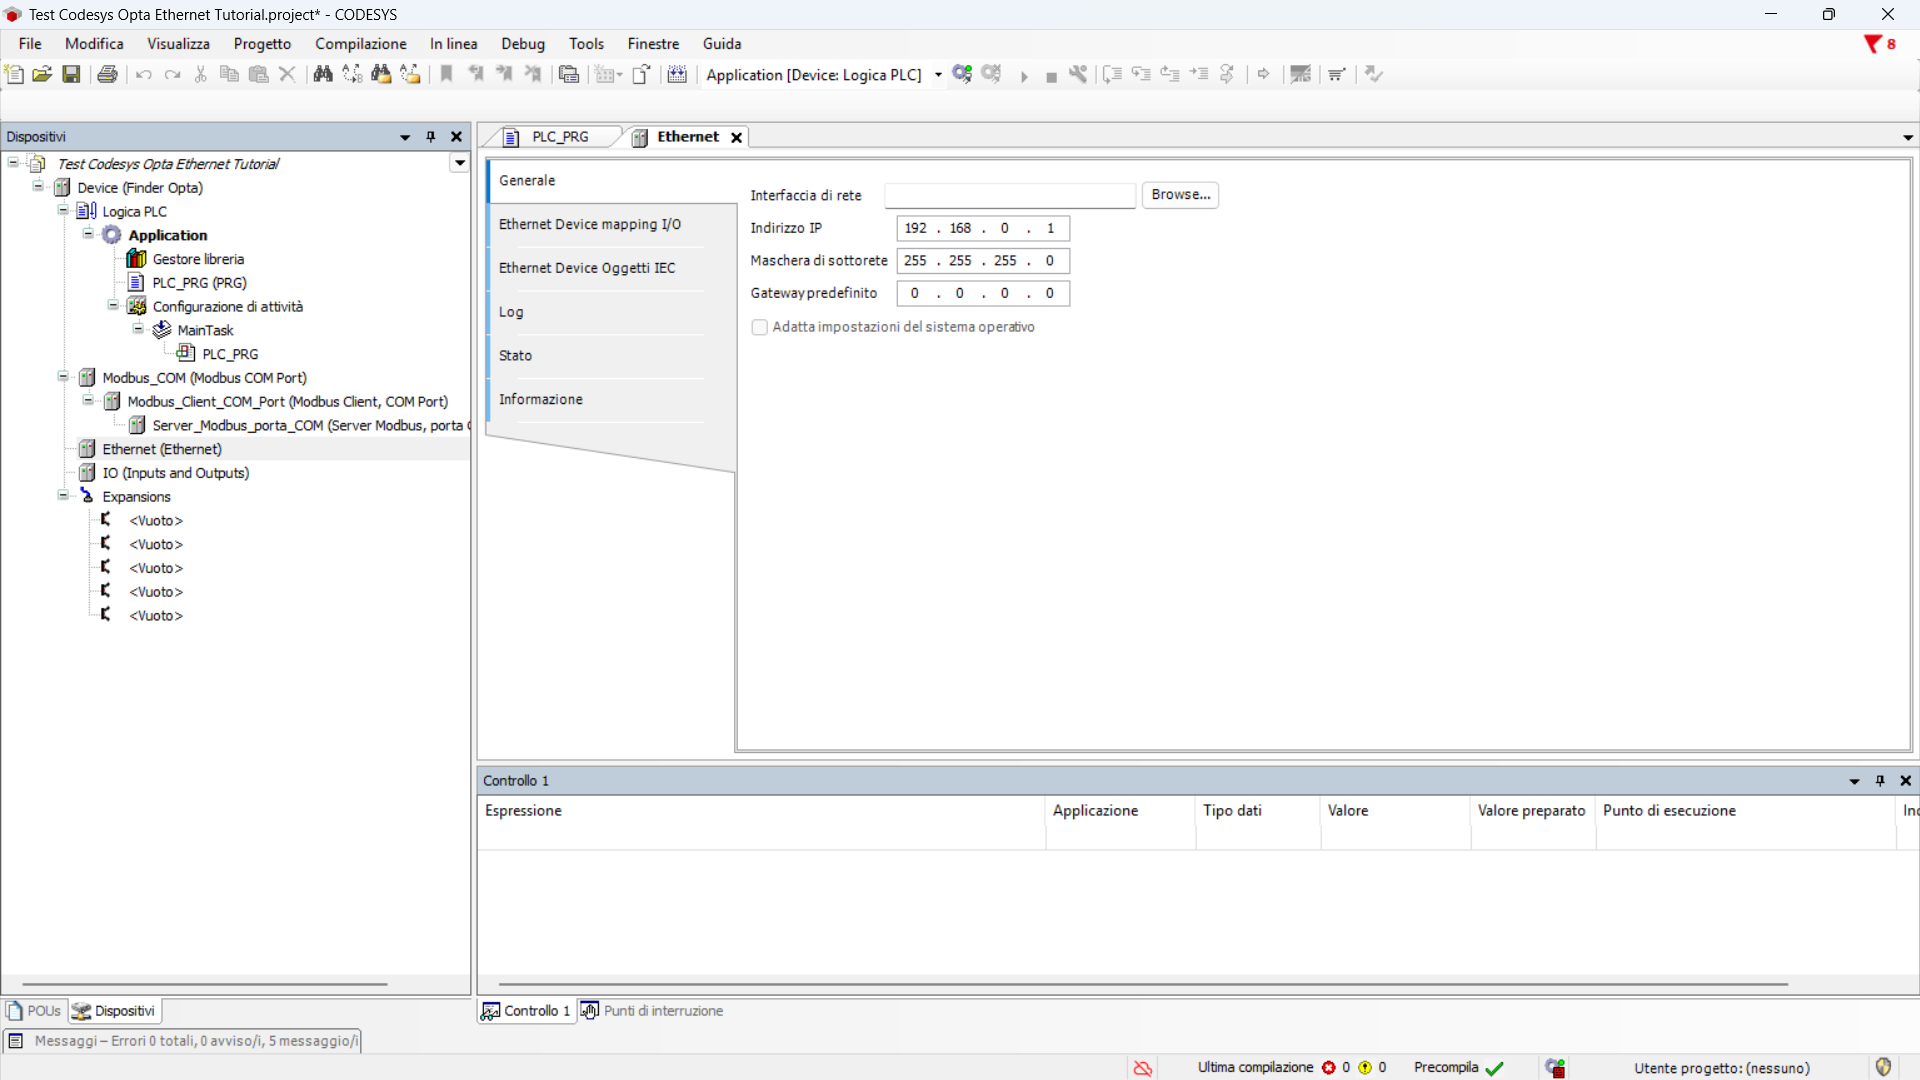 Test Codesys Opta Ethernet Tutorial.project* - CODESYS
File Modifica Visualizza Progetto Compilazione In linea Debug Tools Finestre Guida
8
Application [Device: Logica PLC]
Dispositivi
Test Codesys Opta Ethernet Tutorial
Device (Finder Opta)
Logica PLC
Application
Gestore libreria
PLC_PRG (PRG)
Configurazione di attività
MainTask
PLC_PRG
Modbus_COM (Modbus COM Port)
Modbus_Client_COM_Port (Modbus Client, COM Port)
Server_Modbus_porta_COM (Server Modbus, porta
Ethernet (Ethernet)
IO (Inputs and Outputs)
Expansions
<Vuoto>
<Vuoto>
<Vuoto>
<Vuoto>
<Vuoto>
POUs Dispositivi
PLC_PRG Ethernet
Generale
Ethernet Device mapping I/O
Ethernet Device Oggetti IEC
Log
Stato
Informazione
Interfaccia di rete Browse...
Indirizzo IP 192 . 168 . 0 . 1
Maschera di sottorete 255 . 255 . 255 . 0
Gateway predefinito 0 . 0 . 0 . 0
Adatta impostazioni del sistema operativo
Controllo 1
Espressione Applicazione Tipo dati Valore Valore preparato Punto di esecuzione
Controllo 1 Punti di interruzione
Messaggi – Errori 0 totali, 0 avviso/i, 5 messaggio/i
Ultima compilazione 0 0 Precompila Utente progetto: (nessuno)